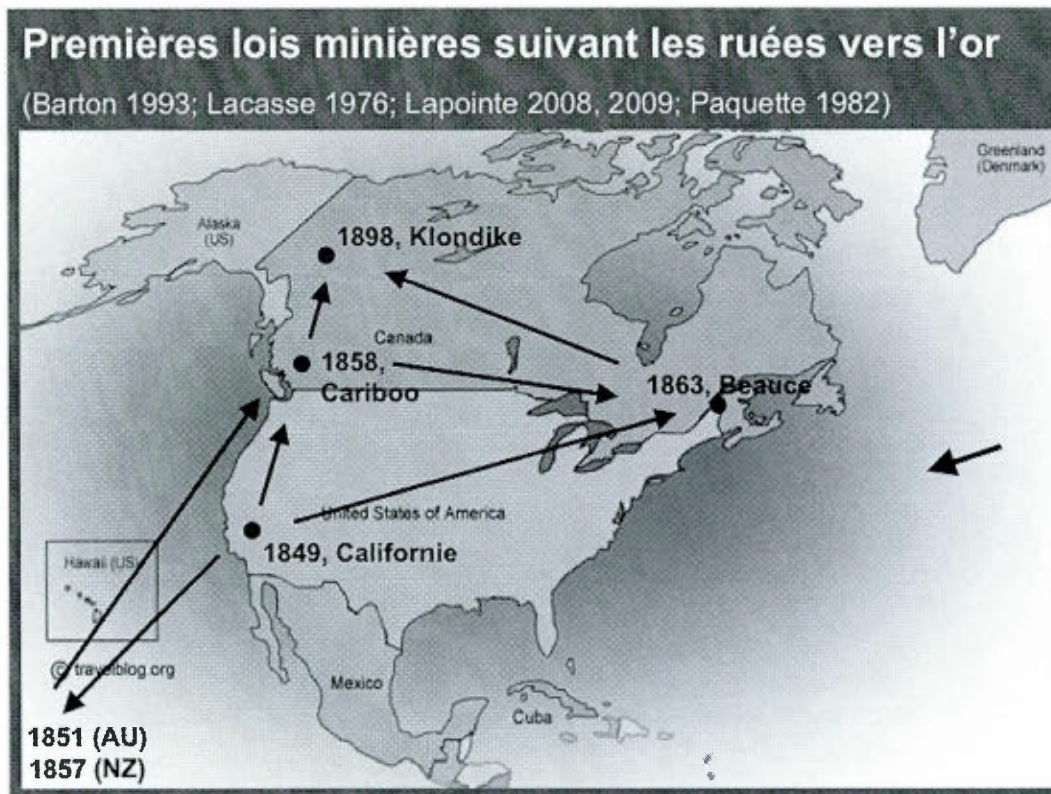 Premières lois minières suivant les ruées vers l'or
(Barton 1993; Lacasse 1976; Lapointe 2008, 2009; Paquette 1982)
Greenland
(Denmark)
Alaska
(US)
1898, Klondike
Canada
1858,
Cariboo
1863, Beauce
United States of America
1849, Californie
Hawaii (US)
© travelblog.org
Mexico
Cuba
1851 (AU)
1857 (NZ)